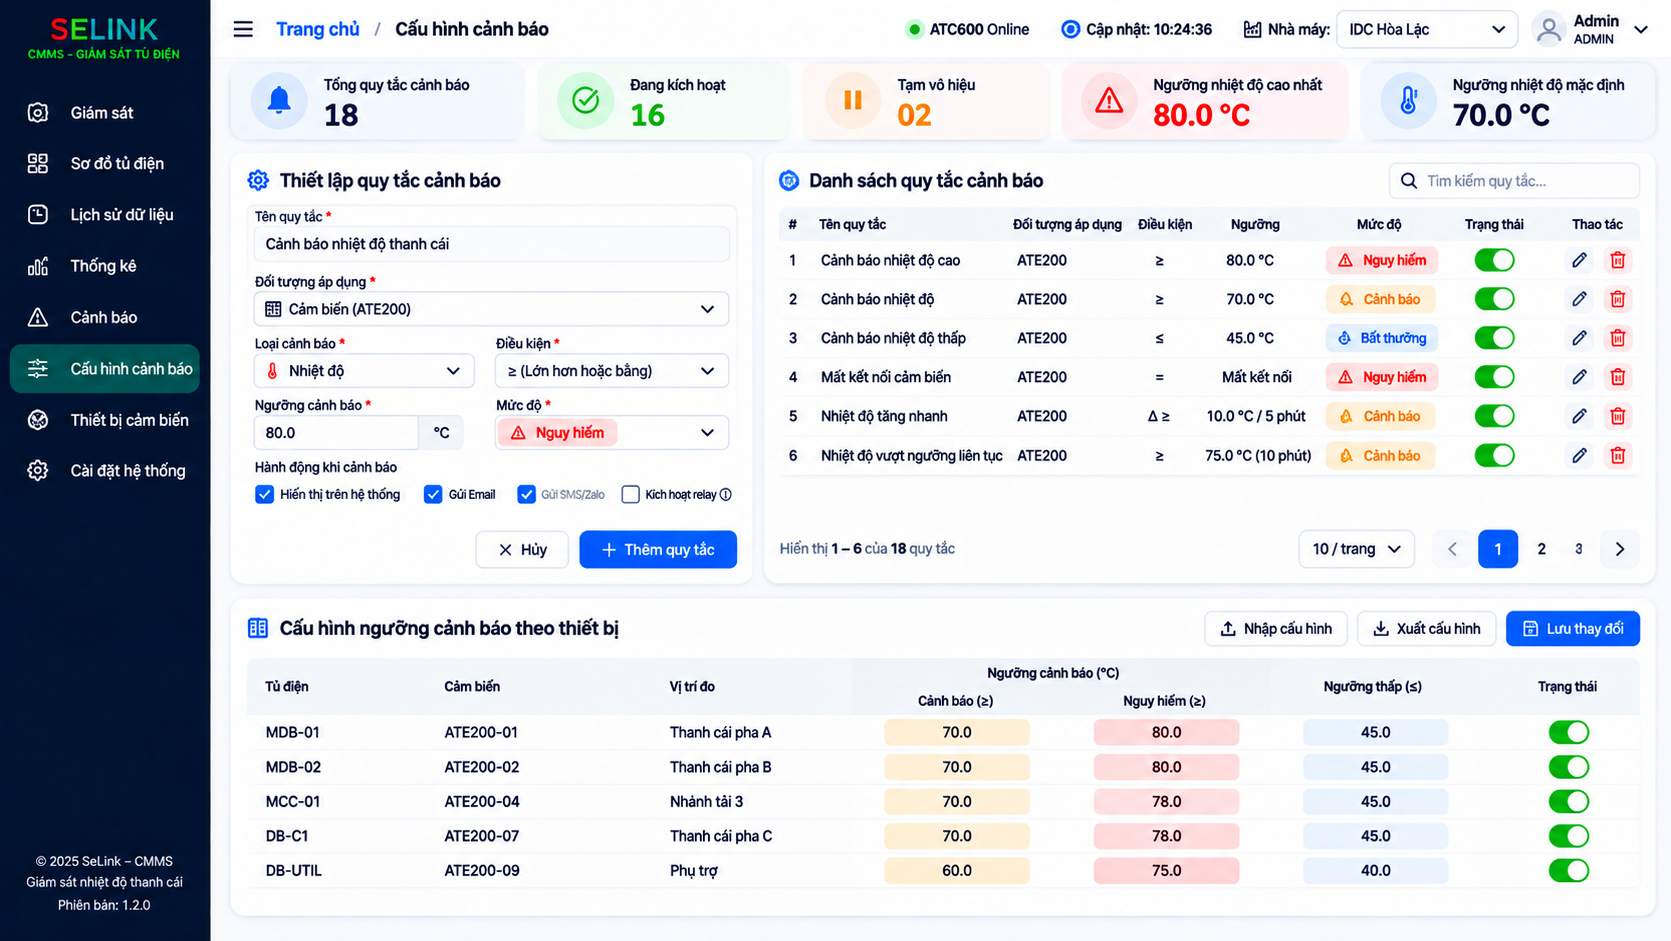 SELINK
CMMS - GIÁM SÁT TỦ ĐIỆN
Giám sát
Sơ đồ tủ điện
Lịch sử dữ liệu
Thống kê
Cảnh báo
Cấu hình cảnh báo
Thiết bị cảm biến
Cài đặt hệ thống
© 2025 SeLink – CMMS
Giám sát nhiệt độ thanh cái
Phiên bản: 1.2.0
Trang chủ / Cấu hình cảnh báo
ATC600 Online
Cập nhật: 10:24:36
Nhà máy: IDC Hòa Lạc
Admin
ADMIN
Tổng quy tắc cảnh báo
18
Đang kích hoạt
16
Tạm vô hiệu
02
Ngưỡng nhiệt độ cao nhất
80.0 °C
Ngưỡng nhiệt độ mặc định
70.0 °C
Thiết lập quy tắc cảnh báo
Tên quy tắc *
Cảnh báo nhiệt độ thanh cái
Đối tượng áp dụng *
Cảm biến (ATE200)
Loại cảnh báo * Điều kiện *
Nhiệt độ ≥ (Lớn hơn hoặc bằng)
Ngưỡng cảnh báo * Mức độ *
80.0 °C Nguy hiểm
Hành động khi cảnh báo
Hiển thị trên hệ thống Gửi Email Gửi SMS/Zalo Kích hoạt relay
Hủy Thêm quy tắc
Danh sách quy tắc cảnh báo
Tìm kiếm quy tắc...
# Tên quy tắc Đối tượng áp dụng Điều kiện Ngưỡng Mức độ Trạng thái Thao tác
1 Cảnh báo nhiệt độ cao ATE200 ≥ 80.0 °C Nguy hiểm
2 Cảnh báo nhiệt độ ATE200 ≥ 70.0 °C Cảnh báo
3 Cảnh báo nhiệt độ thấp ATE200 ≤ 45.0 °C Bất thường
4 Mất kết nối cảm biến ATE200 = Mất kết nối Nguy hiểm
5 Nhiệt độ tăng nhanh ATE200 Δ ≥ 10.0 °C / 5 phút Cảnh báo
6 Nhiệt độ vượt ngưỡng liên tục ATE200 ≥ 75.0 °C (10 phút) Cảnh báo
Hiển thị 1 – 6 của 18 quy tắc
10 / trang 1 2 3
Cấu hình ngưỡng cảnh báo theo thiết bị
Nhập cấu hình Xuất cấu hình Lưu thay đổi
Ngưỡng cảnh báo (°C)
Tủ điện Cảm biến Vị trí đo Cảnh báo (≥) Nguy hiểm (≥) Ngưỡng thấp (≤) Trạng thái
MDB-01 ATE200-01 Thanh cái pha A 70.0 80.0 45.0
MDB-02 ATE200-02 Thanh cái pha B 70.0 80.0 45.0
MCC-01 ATE200-04 Nhánh tải 3 70.0 78.0 45.0
DB-C1 ATE200-07 Thanh cái pha C 70.0 78.0 45.0
DB-UTIL ATE200-09 Phụ trợ 60.0 75.0 40.0